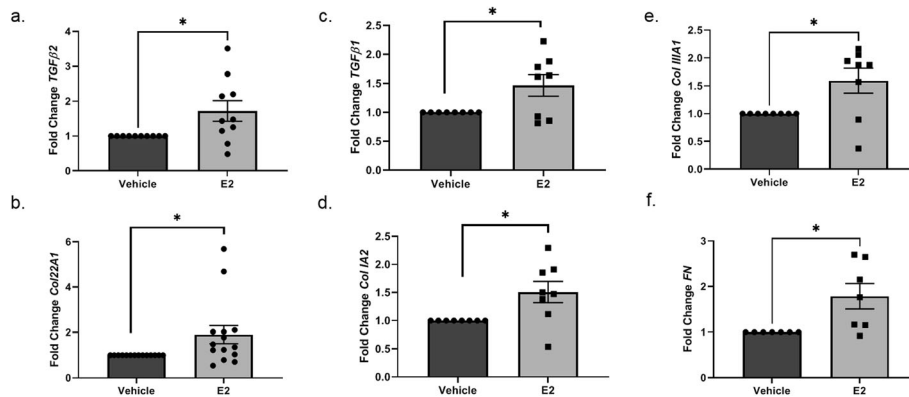 a.
*
Fold Change TGFβ2
4
3
2
1
0
Vehicle
E2
b.
*
Fold Change Col22A1
6
4
2
0
Vehicle
E2
c.
*
Fold Change TGFβ1
2.5
2.0
1.5
1.0
0.5
0.0
Vehicle
E2
d.
*
Fold Change Col IA2
2.5
2.0
1.5
1.0
0.5
0.0
Vehicle
E2
e.
*
Fold Change Col IIIA1
2.5
2.0
1.5
1.0
0.5
0.0
Vehicle
E2
f.
*
Fold Change FN
4
3
2
1
0
Vehicle
E2